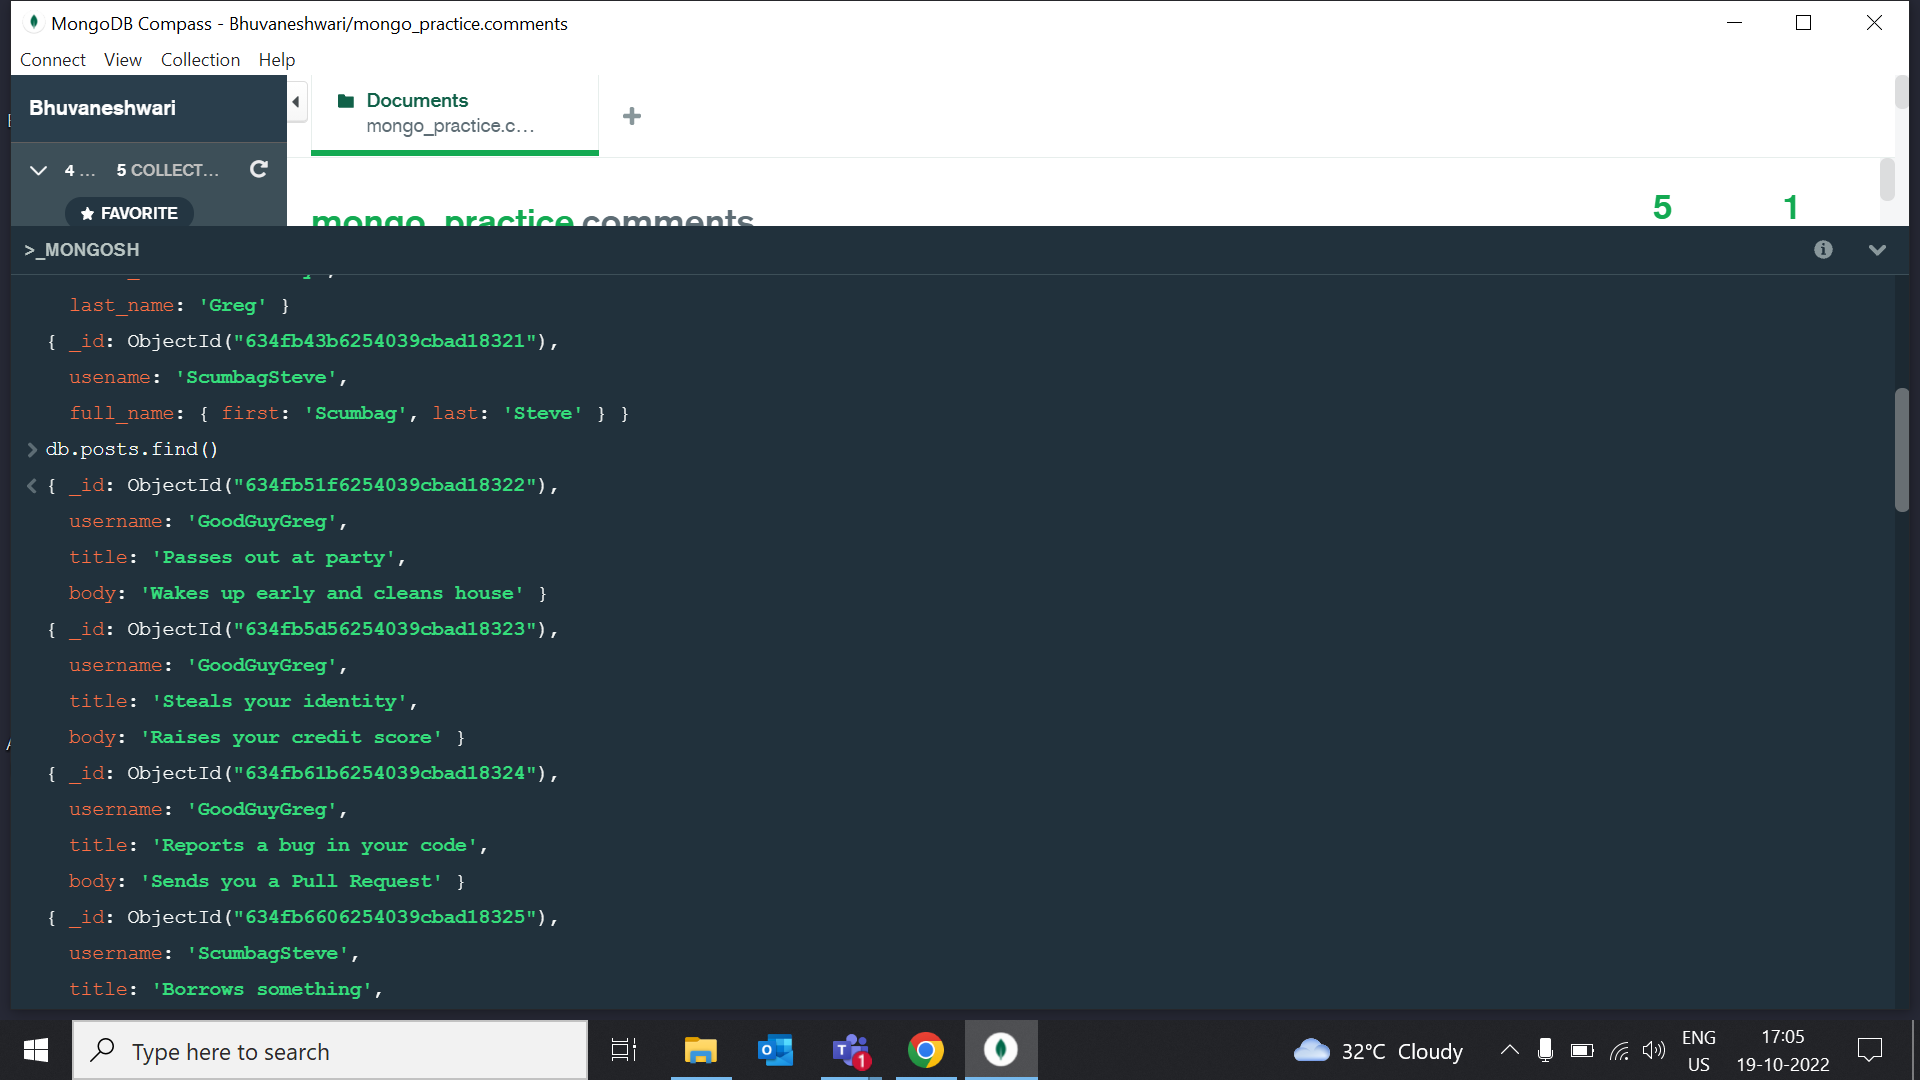 MongoDB Compass - Bhuvaneshwari/mongo_practice.comments
Connect View Collection Help
Bhuvaneshwari
Documents
mongo_practice.c...
4 ... 5 COLLECT...
FAVORITE
mongo_practice.comments
5 1
>_MONGOSH
last_name: 'Greg' }
{ _id: ObjectId("634fb43b6254039cbad18321"),
usename: 'ScumbagSteve',
full_name: { first: 'Scumbag', last: 'Steve' } }
db.posts.find()
{ _id: ObjectId("634fb51f6254039cbad18322"),
username: 'GoodGuyGreg',
title: 'Passes out at party',
body: 'Wakes up early and cleans house' }
{ _id: ObjectId("634fb5d56254039cbad18323"),
username: 'GoodGuyGreg',
title: 'Steals your identity',
body: 'Raises your credit score' }
{ _id: ObjectId("634fb61b6254039cbad18324"),
username: 'GoodGuyGreg',
title: 'Reports a bug in your code',
body: 'Sends you a Pull Request' }
{ _id: ObjectId("634fb6606254039cbad18325"),
username: 'ScumbagSteve',
title: 'Borrows something',
Type here to search
32°C Cloudy
ENG
US
17:05
19-10-2022